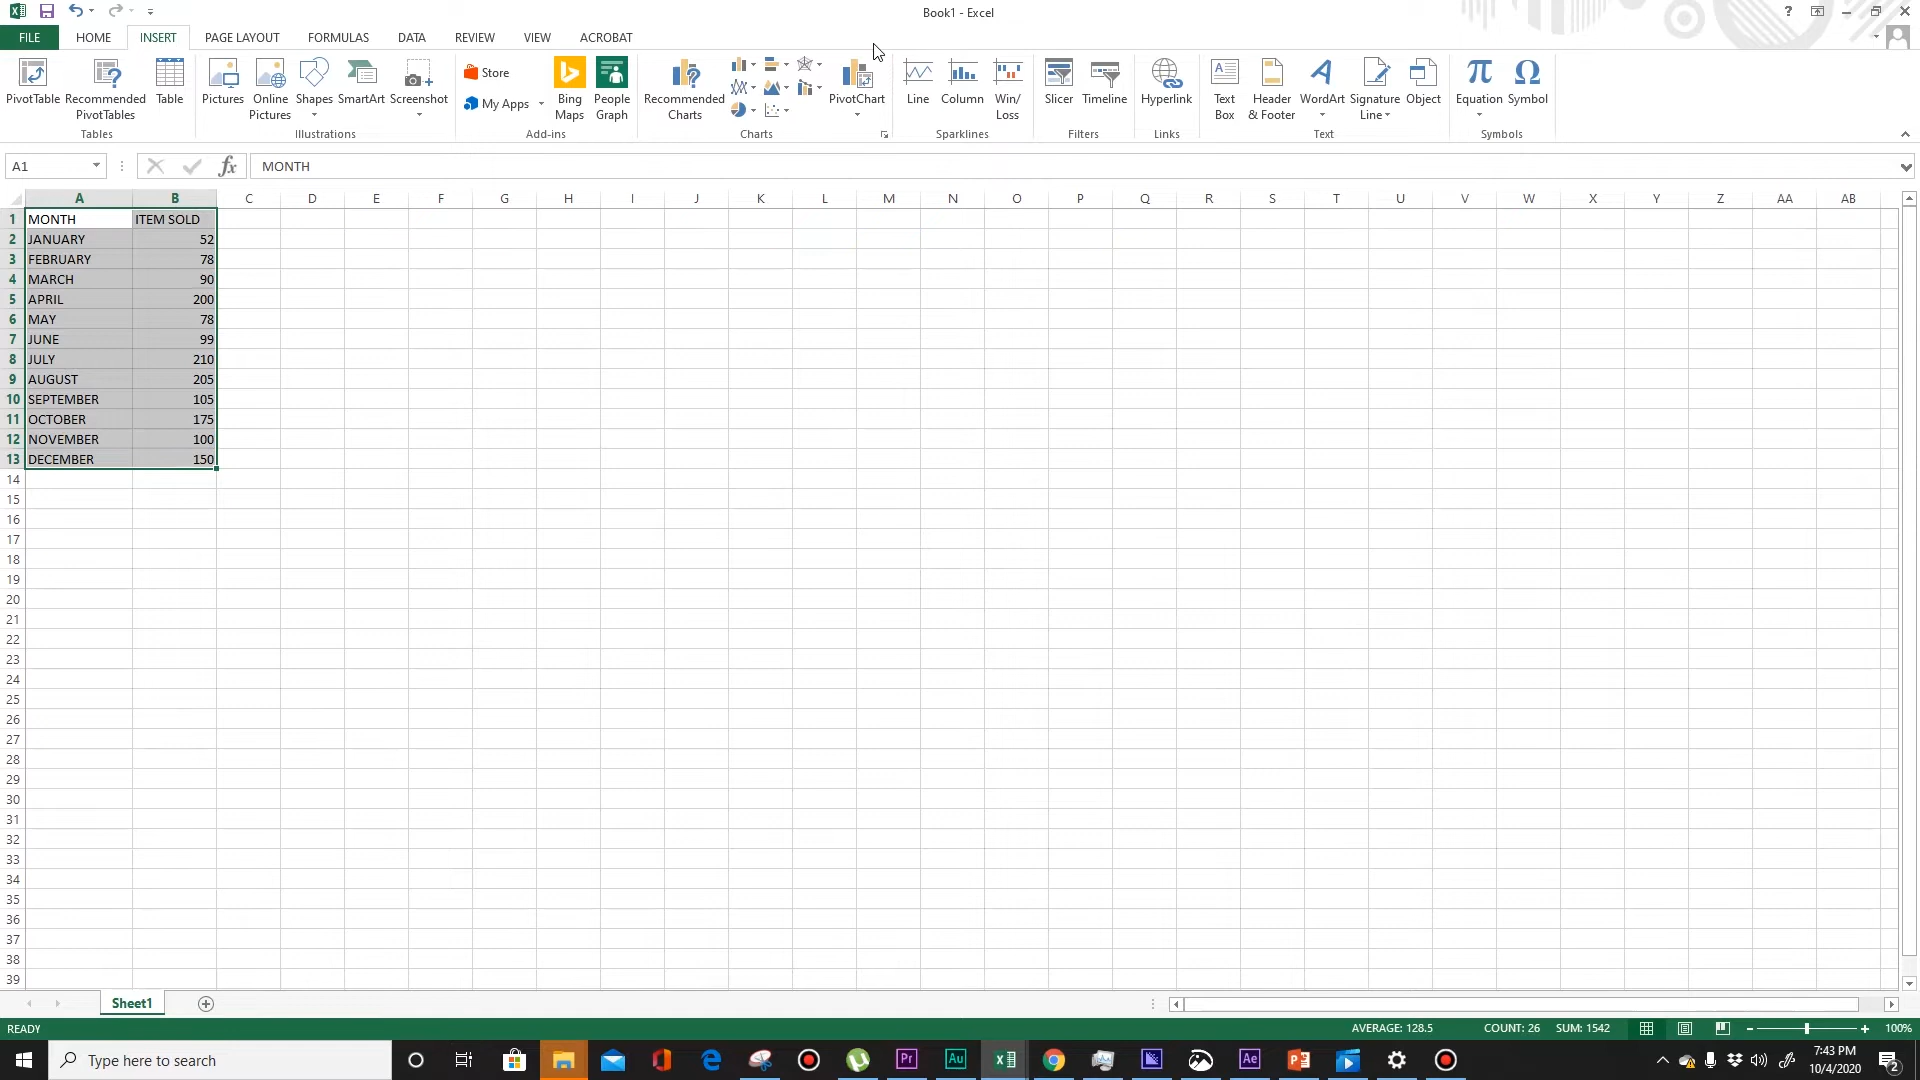 Book1 - Excel
FILE HOME INSERT PAGE LAYOUT FORMULAS DATA REVIEW VIEW ACROBAT
PivotTable Recommended PivotTables Table
Pictures Online Pictures Shapes SmartArt Screenshot
Store
My Apps
Bing Maps People Graph
Recommended Charts
PivotChart
Line Column Win/Loss
Slicer Timeline
Hyperlink
Text Box Header & Footer WordArt Signature Line Object
Equation Symbol
Tables Illustrations Add-ins Charts Sparklines Filters Links Text Symbols
A1 fx MONTH
A B C D E F G H I J K L M N O P Q R S T U V W X Y Z AA AB
1 MONTH ITEM SOLD
2 JANUARY 52
3 FEBRUARY 78
4 MARCH 90
5 APRIL 200
6 MAY 78
7 JUNE 99
8 JULY 210
9 AUGUST 205
10 SEPTEMBER 105
11 OCTOBER 175
12 NOVEMBER 100
13 DECEMBER 150
14
15
16
17
18
19
20
21
22
23
24
25
26
27
28
29
30
31
32
33
34
35
36
37
38
39
Sheet1
READY AVERAGE: 128.5 COUNT: 26 SUM: 1542 100%
Type here to search
Pr Au Ae
7:43 PM
10/4/2020
2